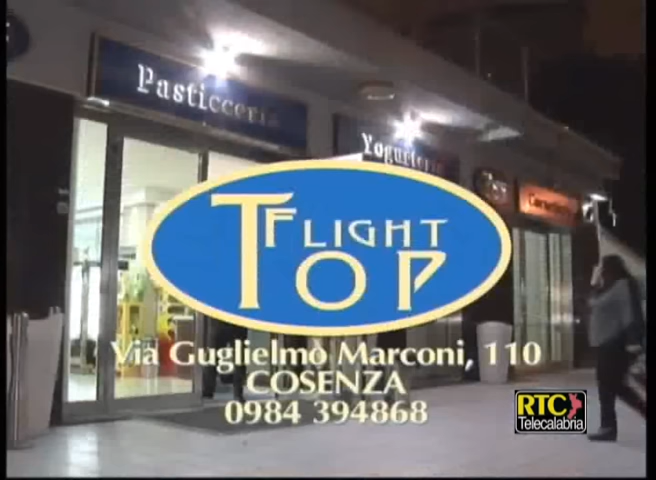 Pasticceria
Yogurteria
FLIGHT
TOP
Via Guglielmo Marconi, 110
COSENZA
0984 394868
RTC
Telecalabria